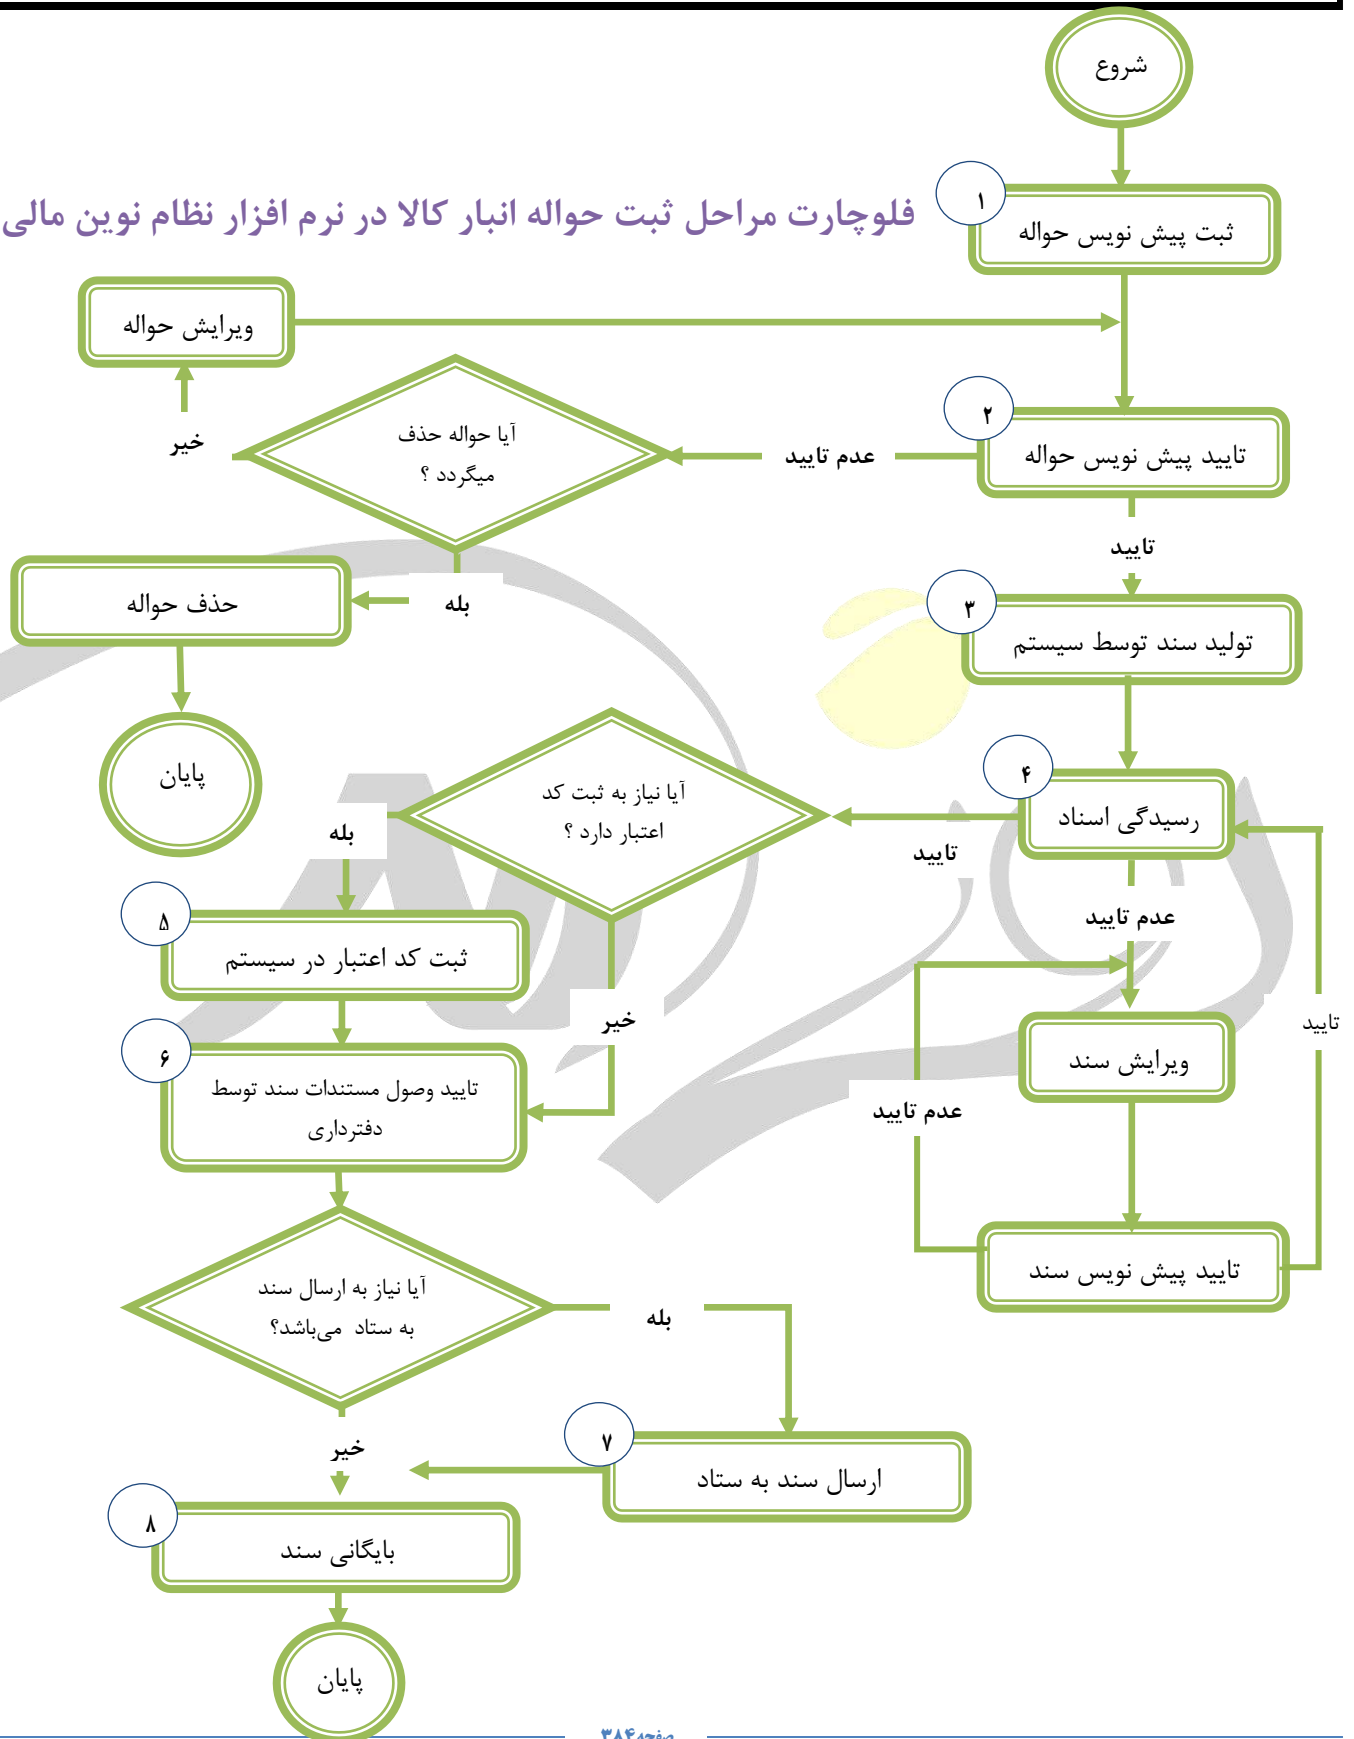 شروع
۱
ثبت پیش نویس حواله
فلوچارت مراحل ثبت حواله انبار کالا در نرم افزار نظام نوین مالی
ویرایش حواله
۲
تایید پیش نویس حواله
عدم تایید
آیا حواله حذف
میگردد ؟
خیر
بله
حذف حواله
پایان
تایید
۳
تولید سند توسط سیستم
۴
رسیدگی اسناد
تایید
عدم تایید
ویرایش سند
تایید
عدم تایید
تایید پیش نویس سند
آیا نیاز به ثبت کد
اعتبار دارد ؟
بله
خیر
۵
ثبت کد اعتبار در سیستم
۶
تایید وصول مستندات سند توسط
دفترداری
آیا نیاز به ارسال سند
به ستاد می‌باشد؟
بله
خیر
۷
ارسال سند به ستاد
۸
بایگانی سند
پایان
صفحه۳۸۴